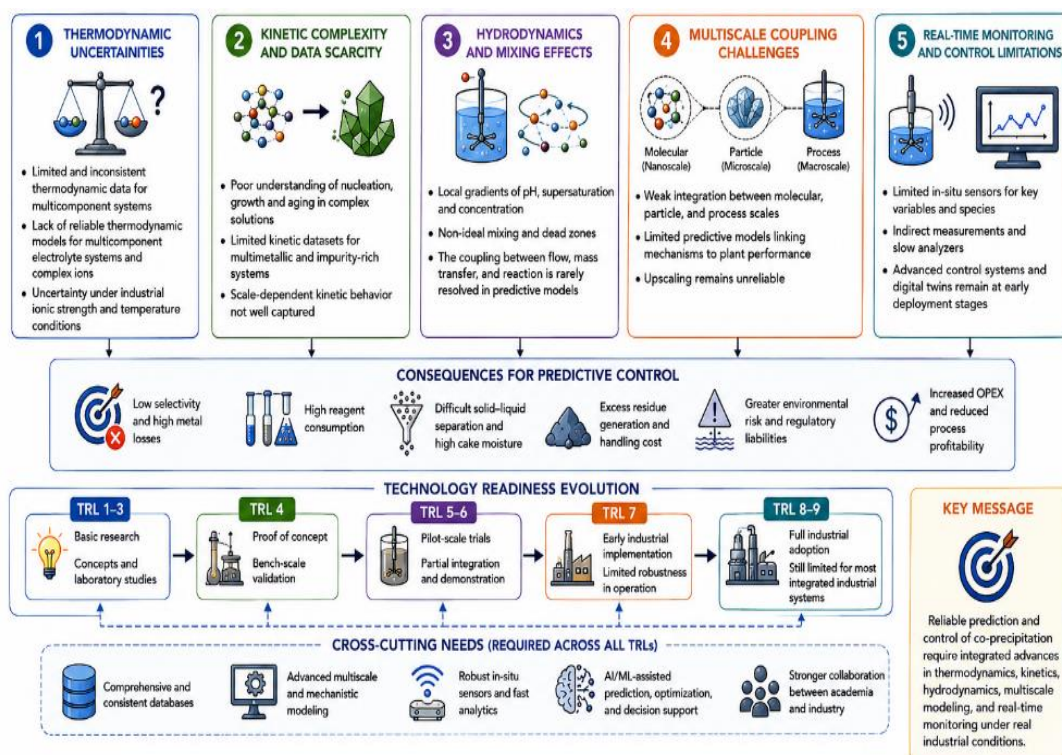 1 THERMODYNAMIC
UNCERTAINITIES
?
• Limited and inconsistent
thermodynamic data for
multicomponent systems
• Lack of reliable thermodynamic
models for multicomponent
electrolyte systems and
complex ions
• Uncertainty under industrial
ionic strength and temperature
conditions
2 KINETIC COMPLEXITY
AND DATA SCARCITY
• Poor understanding of nucleation,
growth and aging in complex
solutions
• Limited kinetic datasets for
multimetallic and impurity-rich
systems
• Scale-dependent kinetic behavior
not well captured
3 HYDRODYNAMICS
AND MIXING EFFECTS
• Local gradients of pH, supersaturation
and concentration
• Non-ideal mixing and dead zones
• The coupling between flow, mass
transfer, and reaction is rarely
resolved in predictive models
4 MULTISCALE COUPLING
CHALLENGES
Molecular
(Nanoscale)
Particle
(Microscale)
Process
(Macroscale)
• Weak integration between molecular,
particle, and process scales
• Limited predictive models linking
mechanisms to plant performance
• Upscaling remains unreliable
5 REAL-TIME MONITORING
AND CONTROL LIMITATIONS
• Limited in-situ sensors for key
variables and species
• Indirect measurements and
slow analyzers
• Advanced control systems and
digital twins remain at early
deployment stages
CONSEQUENCES FOR PREDICTIVE CONTROL
Low selectivity
and high metal
losses
High reagent
consumption
Difficult solid–liquid
separation and
high cake moisture
Excess residue
generation and
handling cost
!
Greater environmental
risk and regulatory
liabilities
$
Increased OPEX
and reduced
process profitability
TECHNOLOGY READINESS EVOLUTION
TRL 1–3
Basic research
Concepts and
laboratory studies
TRL 4
Proof of concept
Bench-scale
validation
TRL 5–6
Pilot-scale trials
Partial integration
and demonstration
TRL 7
Early industrial
implementation
Limited robustness
in operation
TRL 8–9
Full industrial
adoption
Still limited for most
integrated industrial
systems
CROSS-CUTTING NEEDS (REQUIRED ACROSS ALL TRLs)
Comprehensive and
consistent databases
Advanced multiscale
and mechanistic
modeling
Robust in-situ
sensors and fast
analytics
AI/ML-assisted
prediction, optimization,
and decision support
Stronger collaboration
between academia
and industry
KEY MESSAGE
Reliable prediction and
control of co-precipitation
require integrated advances
in thermodynamics, kinetics,
hydrodynamics, multiscale
modeling, and real-time
monitoring under real
industrial conditions.